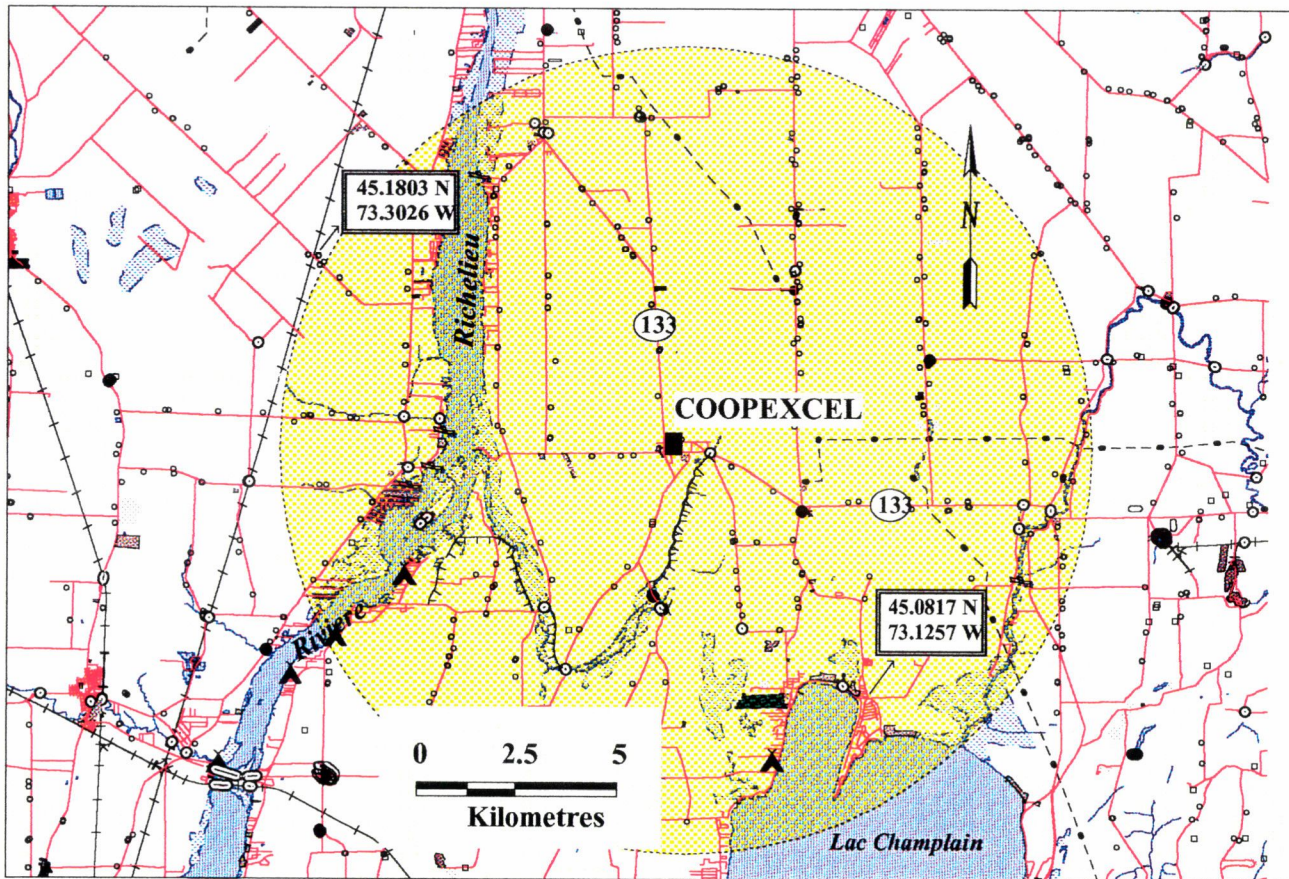 45.1803 N
73.3026 W
N
Richelieu
133
COOPEXCEL
133
45.0817 N
73.1257 W
Rivière
0 2.5 5
Kilometres
Lac Champlain